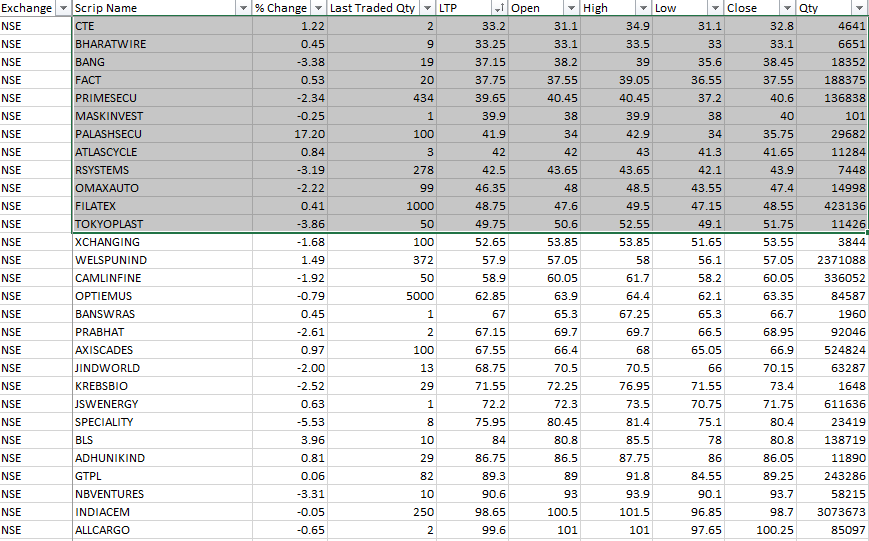 Exchange Scrip Name % Change Last Traded Qty LTP Open High Low Close Qty
NSE CTE 1.22 2 33.2 31.1 34.9 31.1 32.8 4641
NSE BHARATWIRE 0.45 9 33.25 33.1 33.5 33 33.1 6651
NSE BANG -3.38 19 37.15 38.2 39 35.6 38.45 18352
NSE FACT 0.53 20 37.75 37.55 39.05 36.55 37.55 188375
NSE PRIMESECU -2.34 434 39.65 40.45 40.45 37.2 40.6 136838
NSE MASKINVEST -0.25 1 39.9 38 39.9 38 40 101
NSE PALASHSECU 17.20 100 41.9 34 42.9 34 35.75 29682
NSE ATLASCYCLE 0.84 3 42 42 43 41.3 41.65 11284
NSE RSYSTEMS -3.19 278 42.5 43.65 43.65 42.1 43.9 7448
NSE OMAXAUTO -2.22 99 46.35 48 48.5 43.55 47.4 14998
NSE FILATEX 0.41 1000 48.75 47.6 49.5 47.15 48.55 423136
NSE TOKYOPLAST -3.86 50 49.75 50.6 52.55 49.1 51.75 11426
NSE XCHANGING -1.68 100 52.65 53.85 53.85 51.65 53.55 3844
NSE WELSPUNIND 1.49 372 57.9 57.05 58 56.1 57.05 2371088
NSE CAMLINFINE -1.92 50 58.9 60.05 61.7 58.2 60.05 336052
NSE OPTIEMUS -0.79 5000 62.85 63.9 64.4 62.1 63.35 84587
NSE BANSWRAS 0.45 1 67 65.3 67.25 65.3 66.7 1960
NSE PRABHAT -2.61 2 67.15 69.7 69.7 66.5 68.95 92046
NSE AXISCADES 0.97 100 67.55 66.4 68 65.05 66.9 524824
NSE JINDWORLD -2.00 13 68.75 70.5 70.5 66 70.15 63287
NSE KREBSBIO -2.52 29 71.55 72.25 76.95 71.55 73.4 1648
NSE JSWENERGY 0.63 1 72.2 72.3 73.5 70.75 71.75 611636
NSE SPECIALITY -5.53 8 75.95 80.45 81.4 75.1 80.4 23419
NSE BLS 3.96 10 84 80.8 85.5 78 80.8 138719
NSE ADHUNIKIND 0.81 29 86.75 86.5 87.75 86 86.05 11890
NSE GTPL 0.06 82 89.3 89 91.8 84.55 89.25 243286
NSE NBVENTURES -3.31 10 90.6 93 93.9 90.1 93.7 58215
NSE INDIACEM -0.05 250 98.65 100.5 101.5 96.85 98.7 3073673
NSE ALLCARGO -0.65 2 99.6 101 101 97.65 100.25 85097